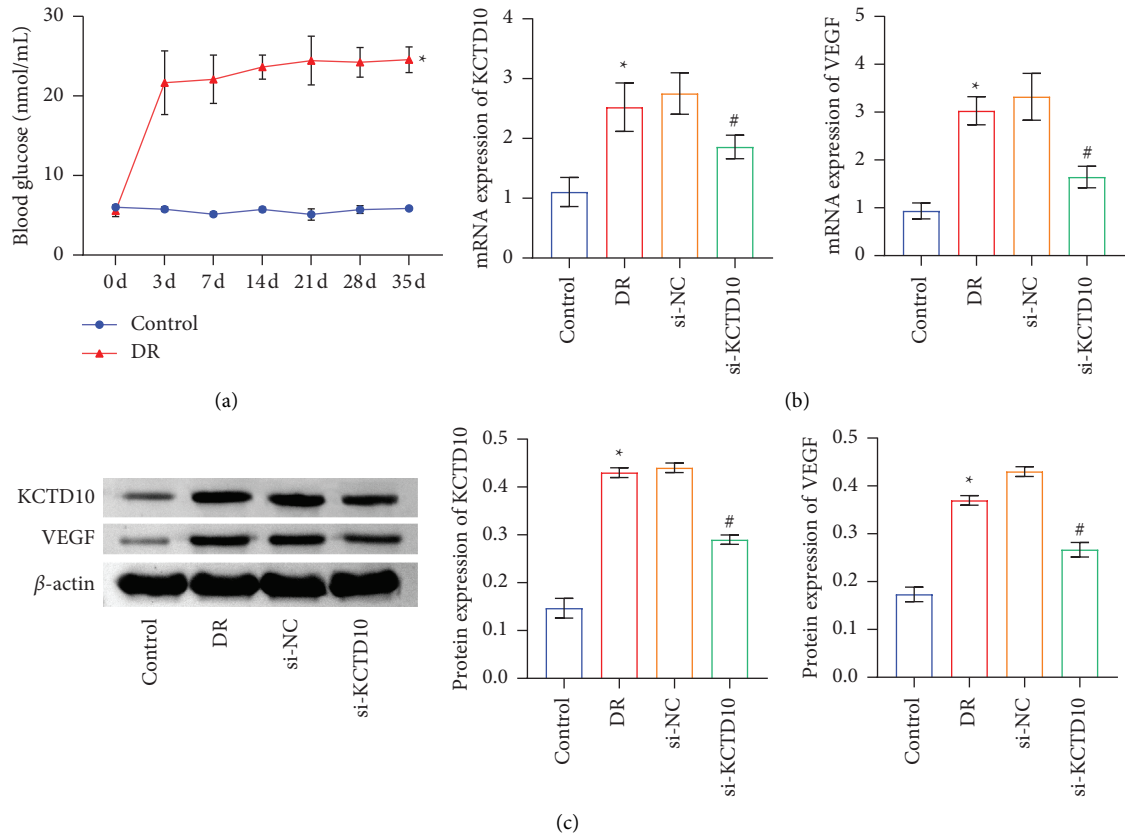 Blood glucose (nmol/mL)
30
20
10
0
0 d 3 d 7 d 14 d 21 d 28 d 35 d
*
Control
DR
(a)
mRNA expression of KCTD10
4
3
2
1
0
*
#
Control
DR
si-NC
si-KCTD10
mRNA expression of VEGF
5
4
3
2
1
0
*
#
Control
DR
si-NC
si-KCTD10
(b)
KCTD10
VEGF
β-actin
Control
DR
si-NC
si-KCTD10
Protein expression of KCTD10
0.5
0.4
0.3
0.2
0.1
0.0
*
#
Control
DR
si-NC
si-KCTD10
Protein expression of VEGF
0.5
0.4
0.3
0.2
0.1
0.0
*
#
Control
DR
si-NC
si-KCTD10
(c)